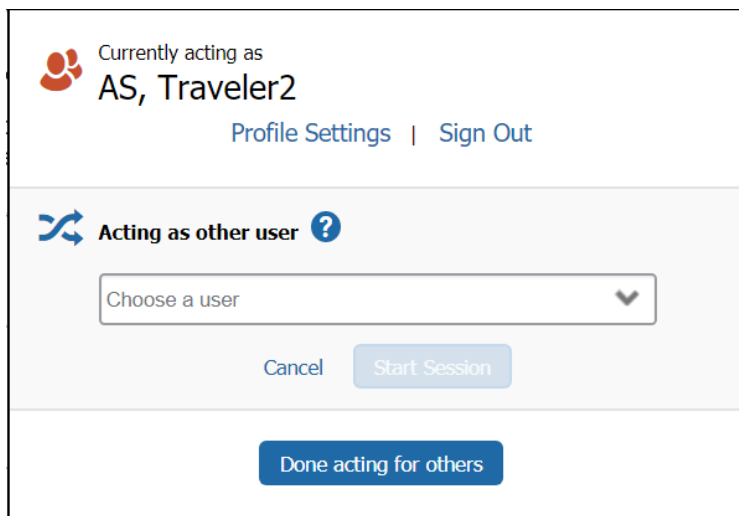 Currently acting as
AS, Traveler2
Profile Settings | Sign Out
Acting as other user ?
Choose a user
Cancel Start Session
Done acting for others